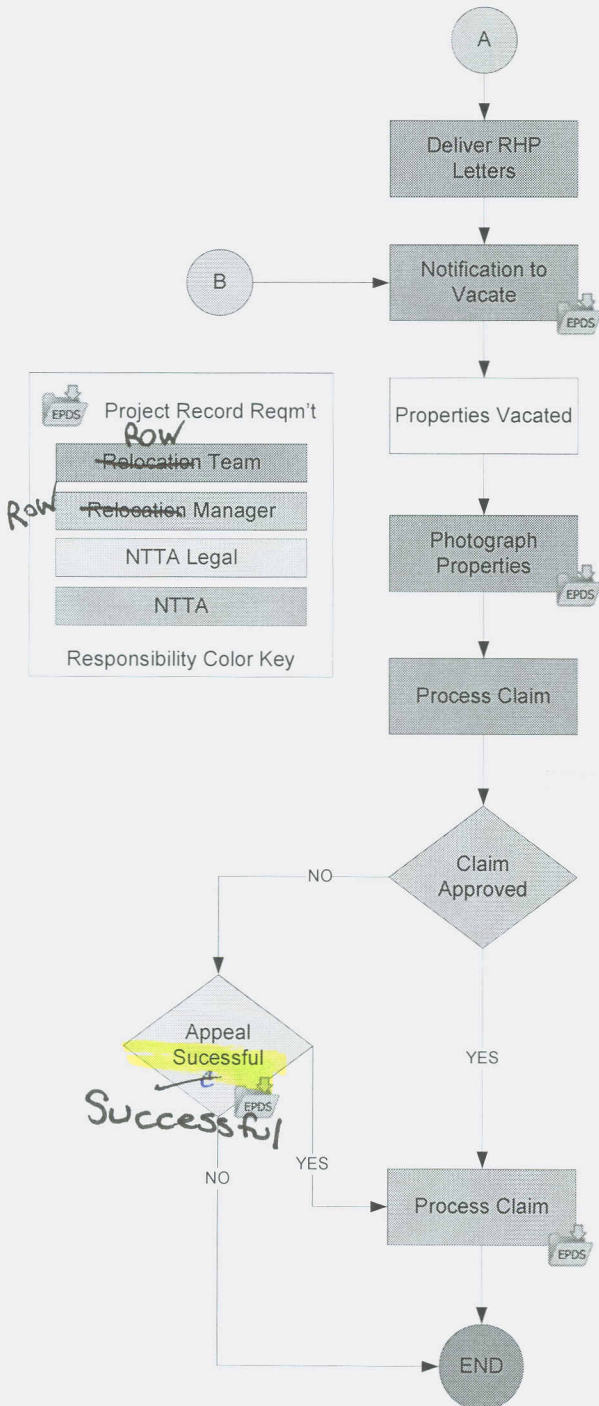 A
Deliver RHP
Letters
B
Notification to
Vacate
EPDS
Properties Vacated
EPDS Project Record Reqm't
ROW
Relocation Team
ROW Relocation Manager
NTTA Legal
NTTA
Responsibility Color Key
Photograph
Properties
EPDS
Process Claim
Claim
Approved
NO
Appeal
Sucessful
c
EPDS
Successful
YES
NO
YES
Process Claim
EPDS
END